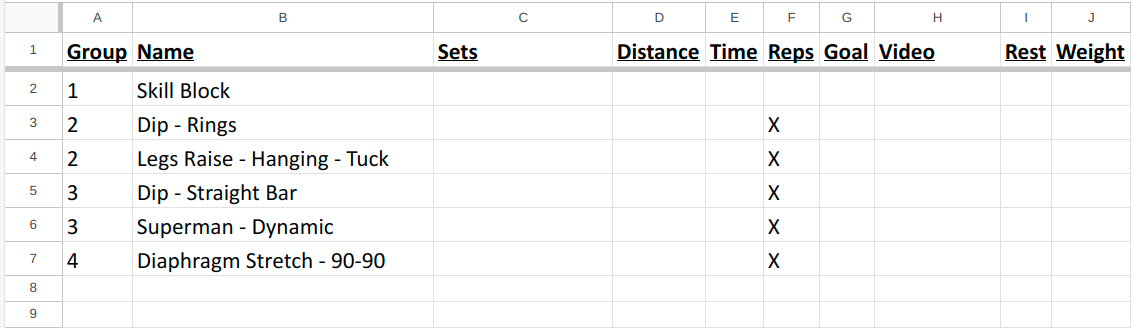 A B C D E F G H I J
1 Group Name Sets Distance Time Reps Goal Video Rest Weight
2 1 Skill Block
3 2 Dip - Rings X
4 2 Legs Raise - Hanging - Tuck X
5 3 Dip - Straight Bar X
6 3 Superman - Dynamic X
7 4 Diaphragm Stretch - 90-90 X
8
9